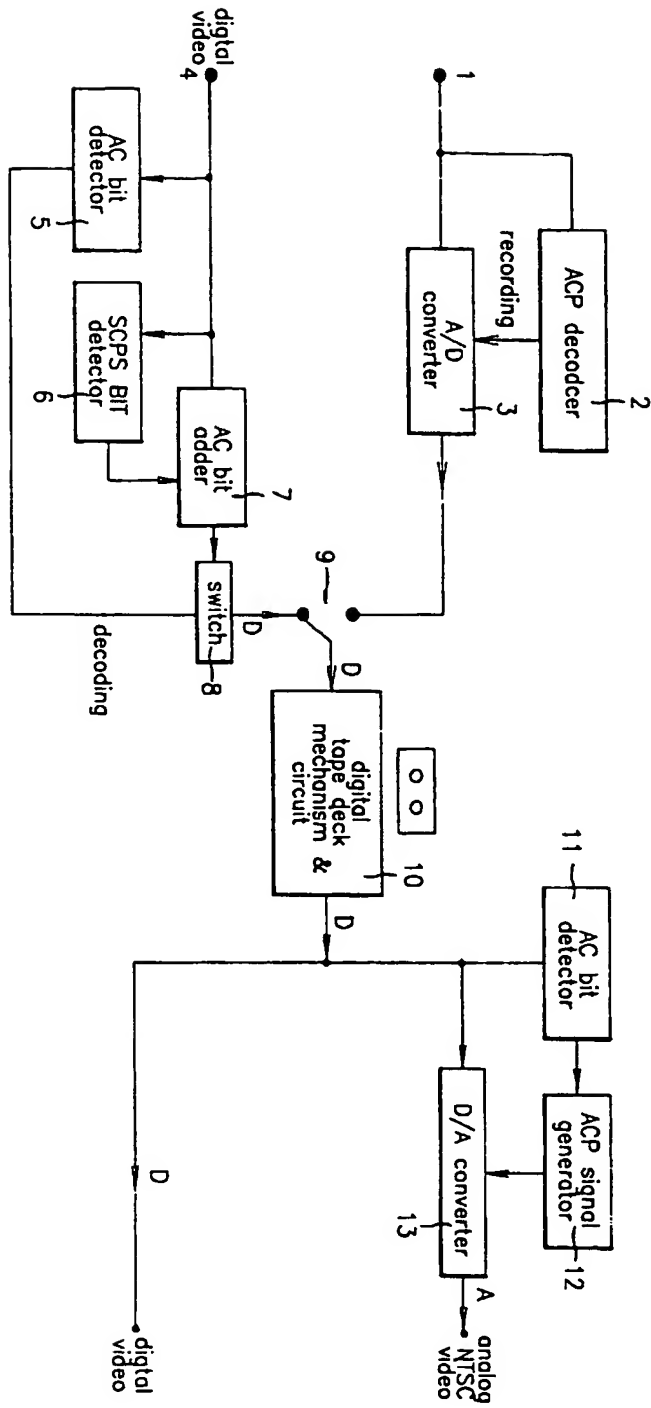 1
ACP decodcer
2
recording
A/D
converter
3
digtal
video 4
AC bit
detector
5
SCPS BIT
detector
6
AC bit
adder
7
switch
8
decoding
D
9
D
digital
tape deck
mechanism &
circuit
10
D
11
AC bit
detector
ACP signal
generator
12
D/A converter
13
A
analog
NTSC
video
D
digtal
video